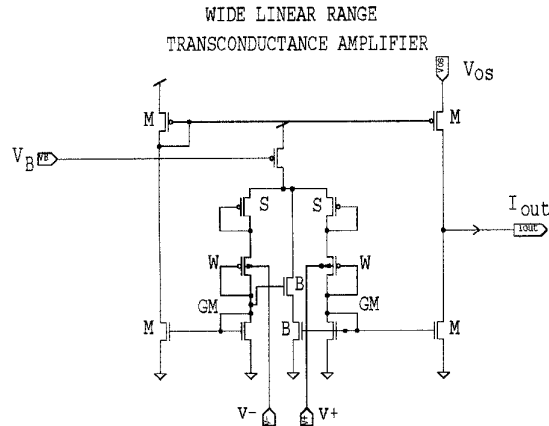 WIDE LINEAR RANGE
TRANSCONDUCTANCE AMPLIFIER
VOS
VOS
M
M
VB
VB
S
S
Iout
Iout
W
W
B
GM
GM
M
B
M
V-
V+